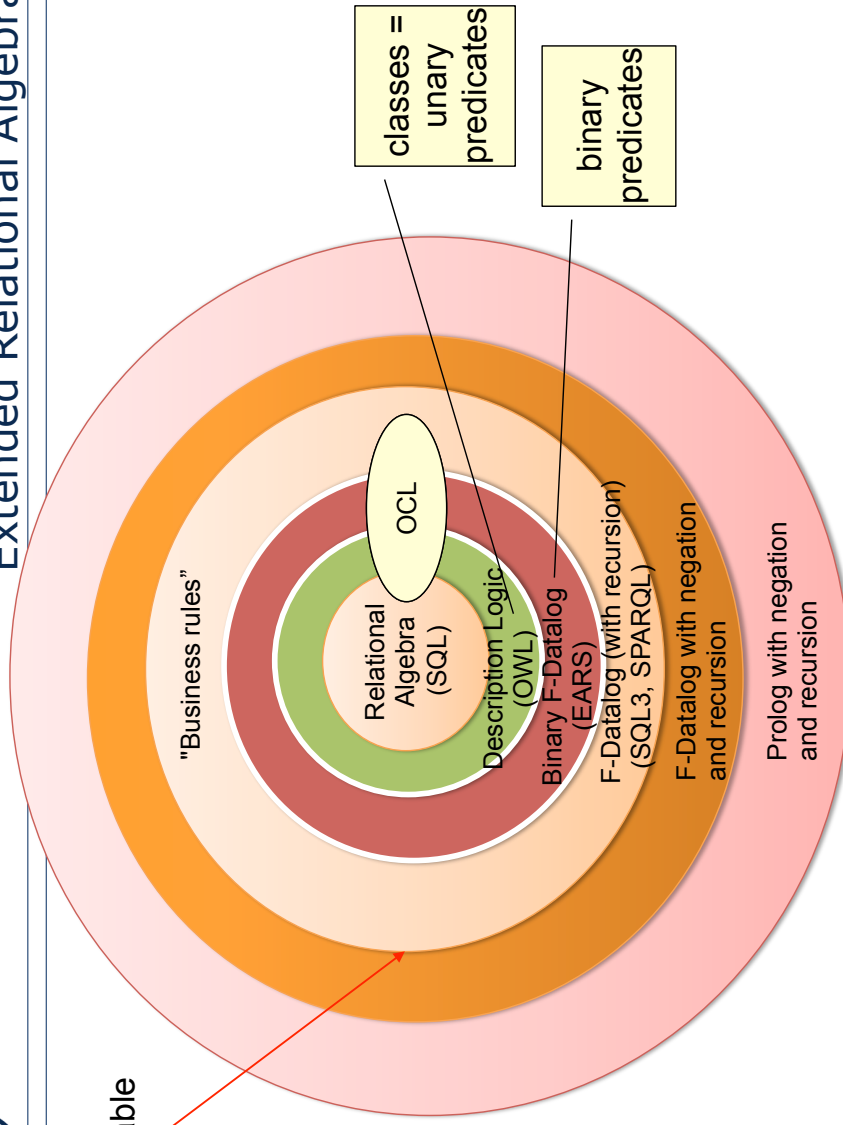 Extended Relational Algebra
classes =
unary
predicates
binary
predicates
"Business rules”
OCL
Relational
Algebra
(SQL)
Description Logic
(OWL)
Binary F-Datalog
(EARS)
F-Datalog (with recursion)
(SQL3, SPARQL)
F-Datalog with negation
and recursion
Prolog with negation
and recursion